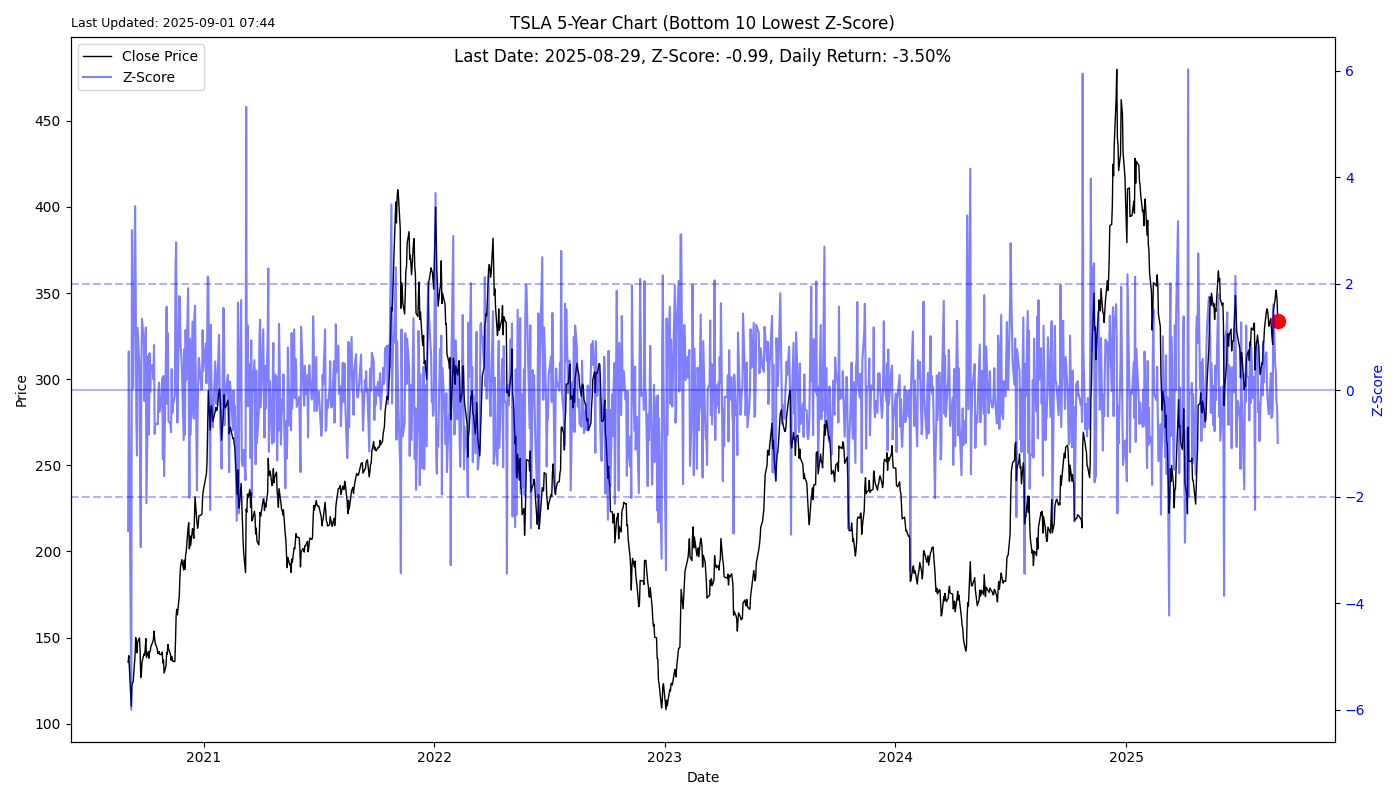 Last Updated: 2025-09-01 07:44
TSLA 5-Year Chart (Bottom 10 Lowest Z-Score)
Last Date: 2025-08-29, Z-Score: -0.99, Daily Return: -3.50%
Close Price
Z-Score
Price
450
400
350
300
250
200
150
100
6
4
2
0
−2
−4
−6
Z-Score
2021
2022
2023
2024
2025
Date